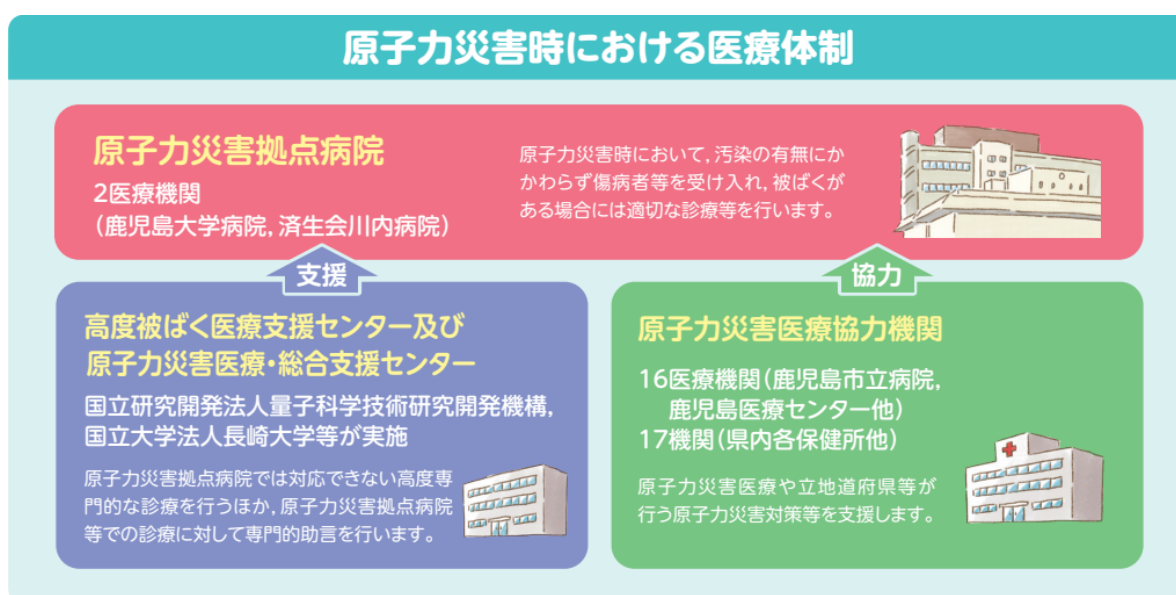 原子力災害時における医療体制
原子力災害拠点病院
2医療機関
（鹿児島大学病院，済生会川内病院）
原子力災害時において，汚染の有無にか
かわらず傷病者等を受け入れ，被ばくが
ある場合には適切な診療等を行います。
支援
協力
高度被ばく医療支援センター及び
原子力災害医療・総合支援センター
国立研究開発法人量子科学技術研究開発機構，
国立大学法人長崎大学等が実施
原子力災害拠点病院では対応できない高度専
門的な診療を行うほか，原子力災害拠点病院
等での診療に対して専門的助言を行います。
原子力災害医療協力機関
16医療機関（鹿児島市立病院，
鹿児島医療センター他）
17機関（県内各保健所他）
原子力災害医療や立地道府県等が
行う原子力災害対策等を支援します。